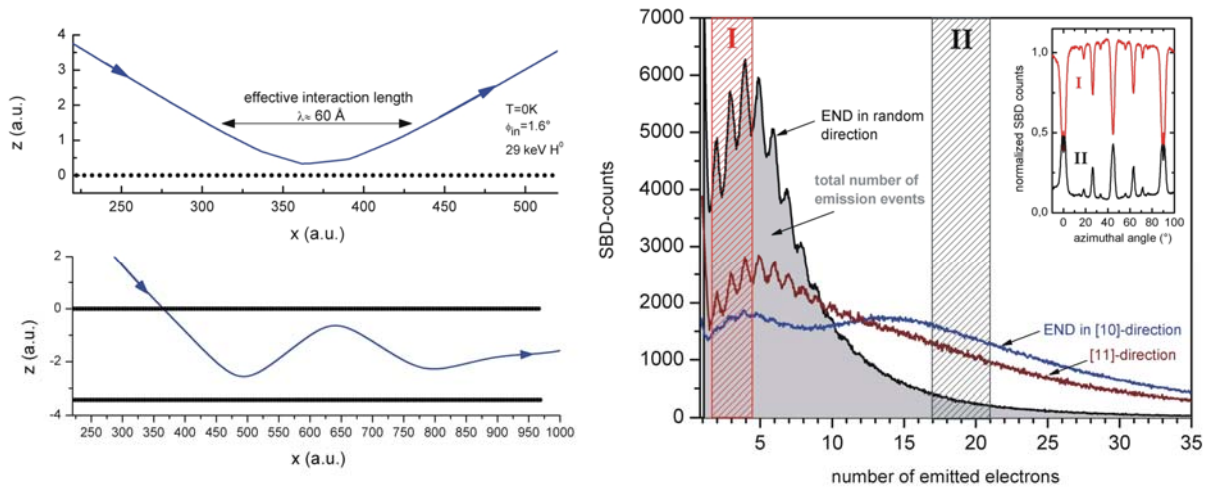 4
3
2
1
0
z (a.u.)
effective interaction length
λ≈ 60 Å
T=0K
ϕin=1.6°
29 keV H⁰
250 300 350 400 450 500
x (a.u.)
2
0
-2
-4
z (a.u.)
250 300 350 400 450 500 550 600 650 700 750 800 850 900 950 1000
x (a.u.)
7000
6000
5000
4000
3000
2000
1000
0
SBD-counts
I
II
END in random
direction
total number of
emission events
END in [10]-direction
[11]-direction
5 10 15 20 25 30 35
number of emitted electrons
1.0
0.5
0.0
normalized SBD counts
I
II
0 20 40 60 80 100
azimuthal angle (°)